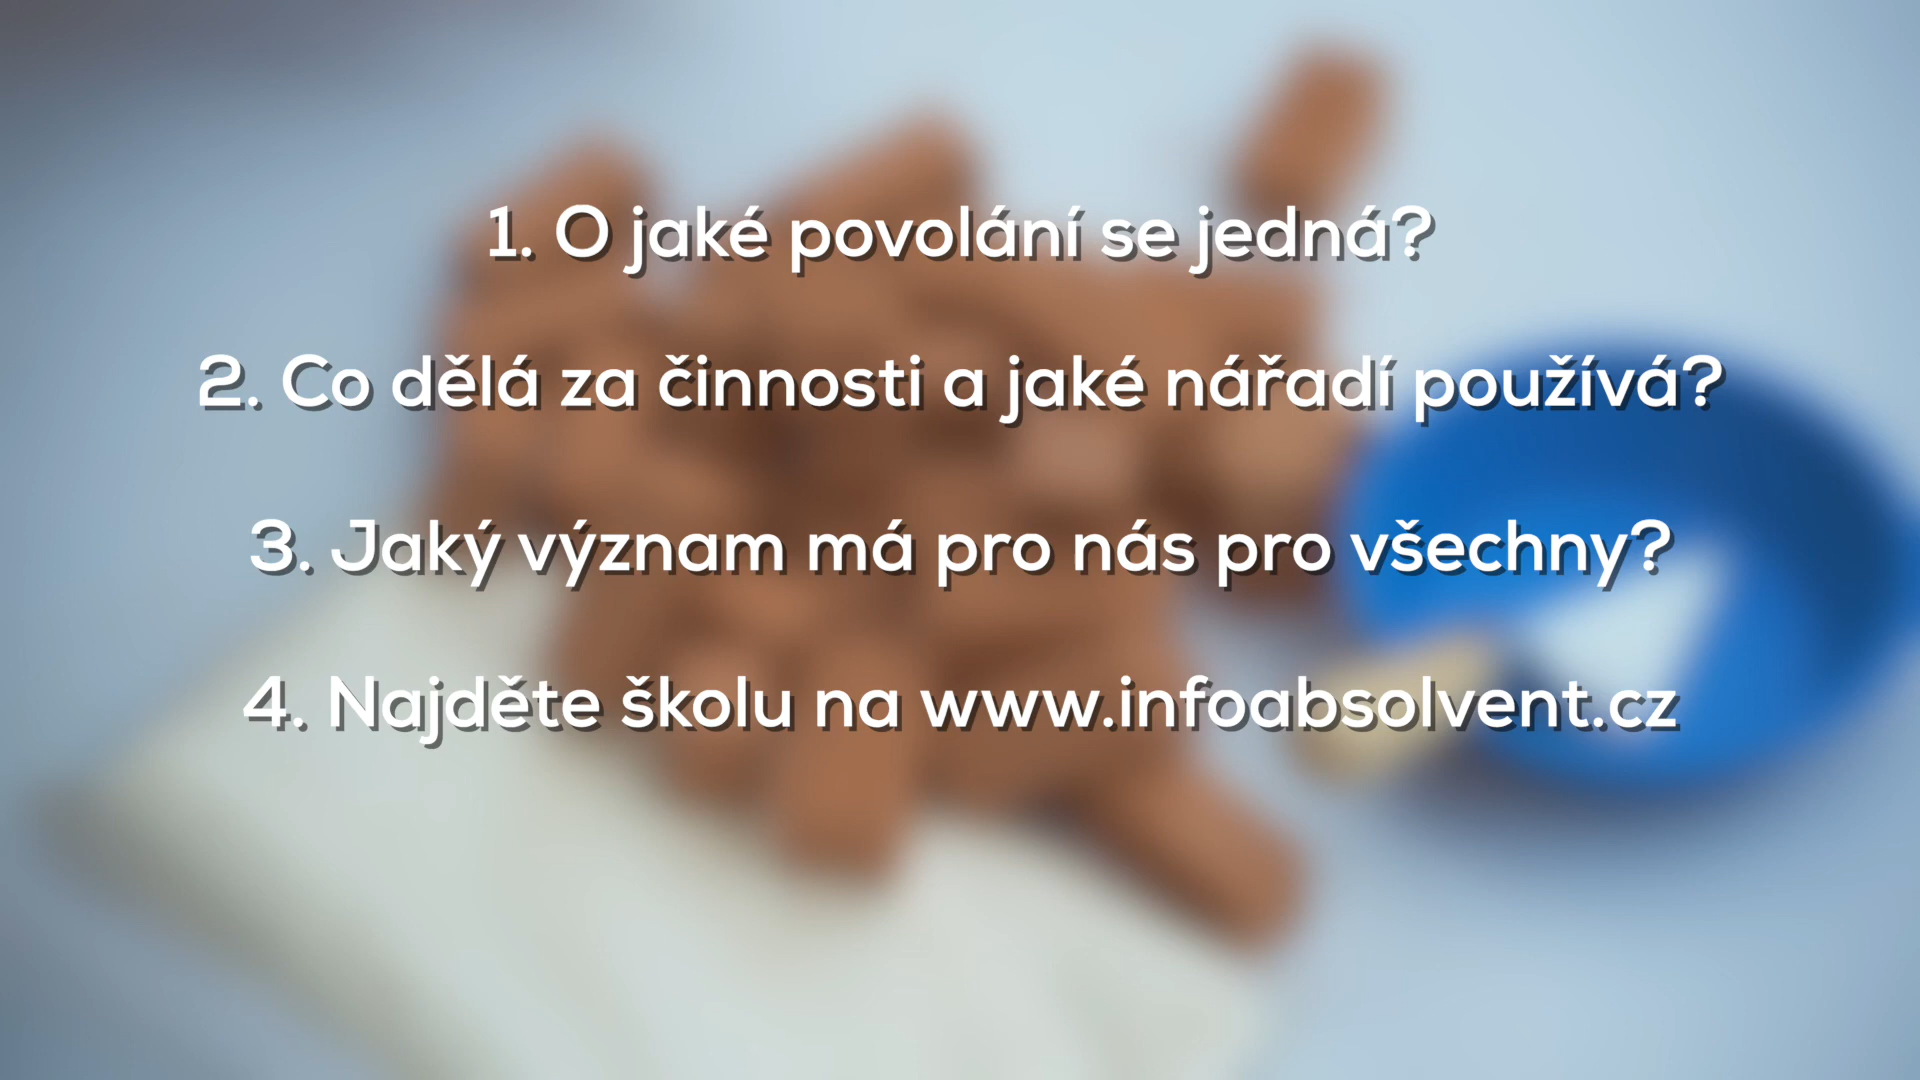 1. O jaké povolání se jedná?
2. Co dělá za činnosti a jaké nářadí používá?
3. Jaký význam má pro nás pro všechny?
4. Najděte školu na www.infoabsolvent.cz